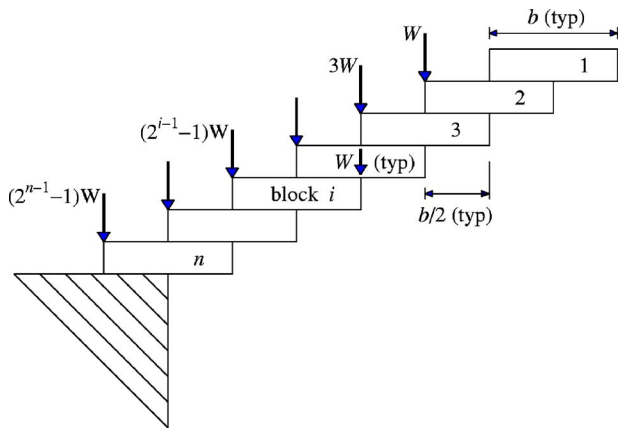 b (typ)
W
1
3W
2
(2^{i-1}-1)W
3
W (typ)
(2^{n-1}-1)W
block i
b/2 (typ)
n